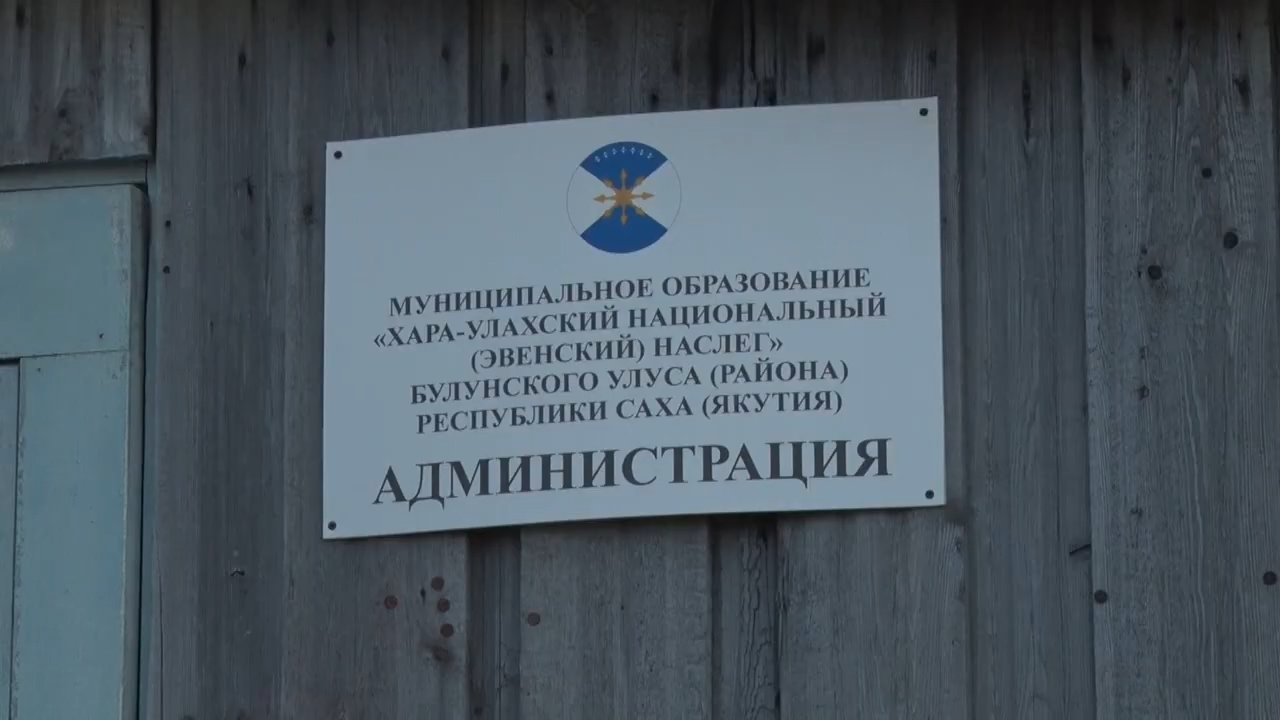 МУНИЦИПАЛЬНОЕ ОБРАЗОВАНИЕ
«ХАРА-УЛАХСКИЙ НАЦИОНАЛЬНЫЙ
(ЭВЕНСКИЙ) НАСЛЕГ»
БУЛУНСКОГО УЛУСА (РАЙОНА)
РЕСПУБЛИКИ САХА (ЯКУТИЯ)
АДМИНИСТРАЦИЯ